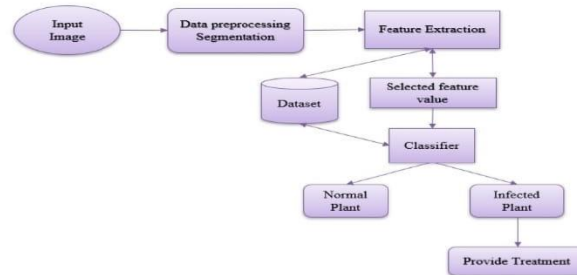 Input
Image
Data preprocessing
Segmentation
Feature Extraction
Dataset
Selected feature
value
Classifier
Normal
Plant
Infected
Plant
Provide Treatment